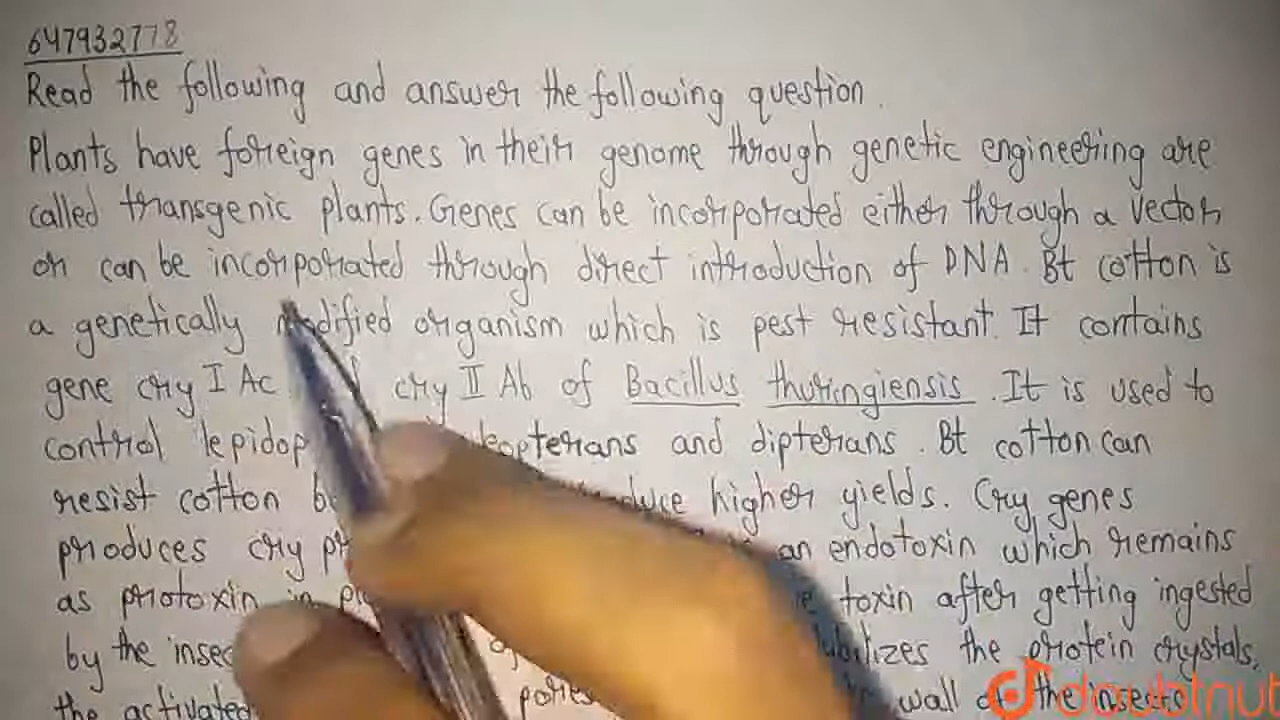 647932778
Read the following and answer the following question.
Plants have foreign genes in their genome through genetic engineering are
called transgenic plants. Genes can be incorporated either through a vector
or can be incorporated through direct introduction of DNA. Bt cotton is
a genetically modified organism which is pest resistant. It contains
gene cry I Ac cry II Ab of Bacillus thuringiensis. It is used to
control and dipterans. Bt cotton can
resist cotton higher yields. Cry genes
produces cry an endotoxin which remains
as protoxin in toxin after getting ingested
by the the protein crystals,
the activated pores wall the insects
doubtnut